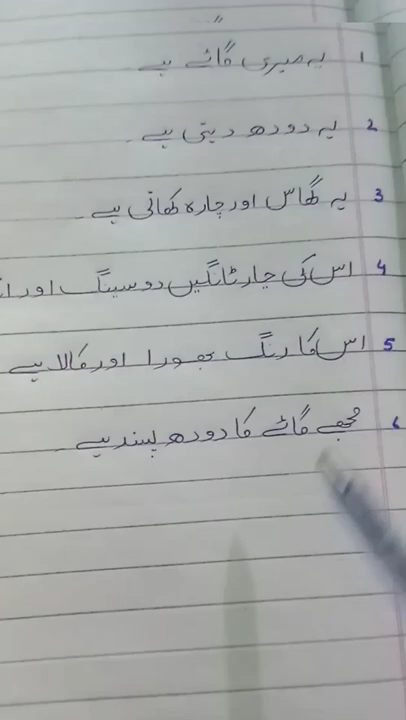 1 یہ میری گائے ہے
2 یہ دودھ دیتی ہے
3 یہ گھاس اور چارہ کھاتی ہے
4 اس کی چار ٹانگیں دو سینگ اور
5 اس کا رنگ بھورا اور کالا ہے
6 مجھے گائے کا دودھ پسند ہے